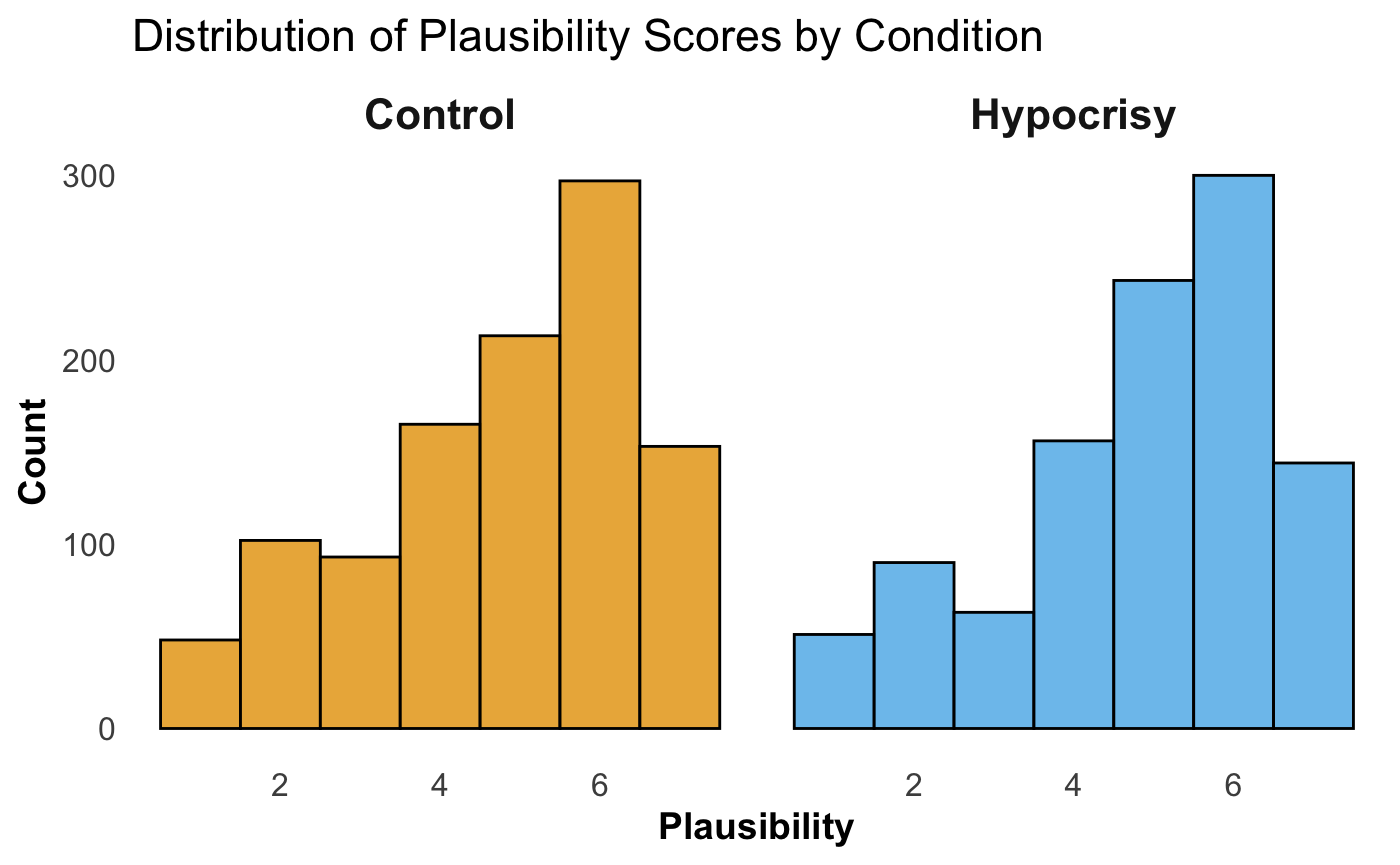 Distribution of Plausibility Scores by Condition
Control
Hypocrisy
300
200
100
0
Count
2 4 6
2 4 6
Plausibility